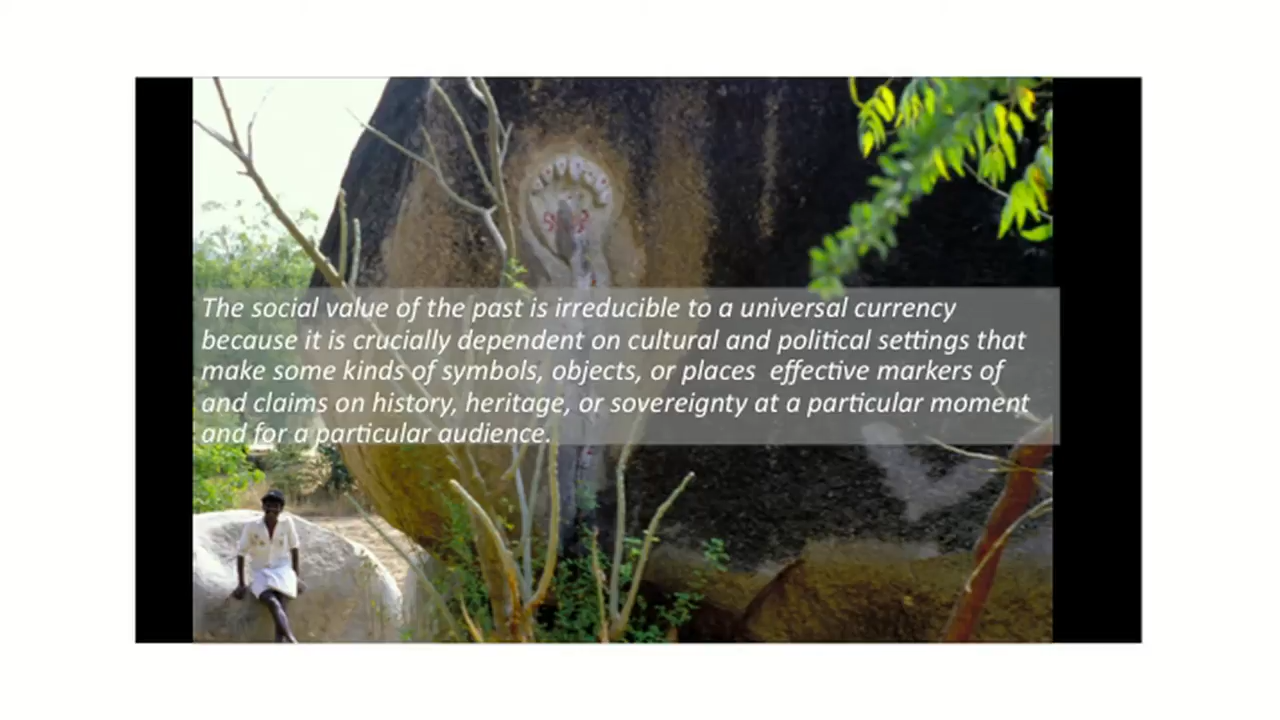 The social value of the past is irreducible to a universal currency
because it is crucially dependent on cultural and political settings that
make some kinds of symbols, objects, or places  effective markers of
and claims on history, heritage, or sovereignty at a particular moment
and for a particular audience.